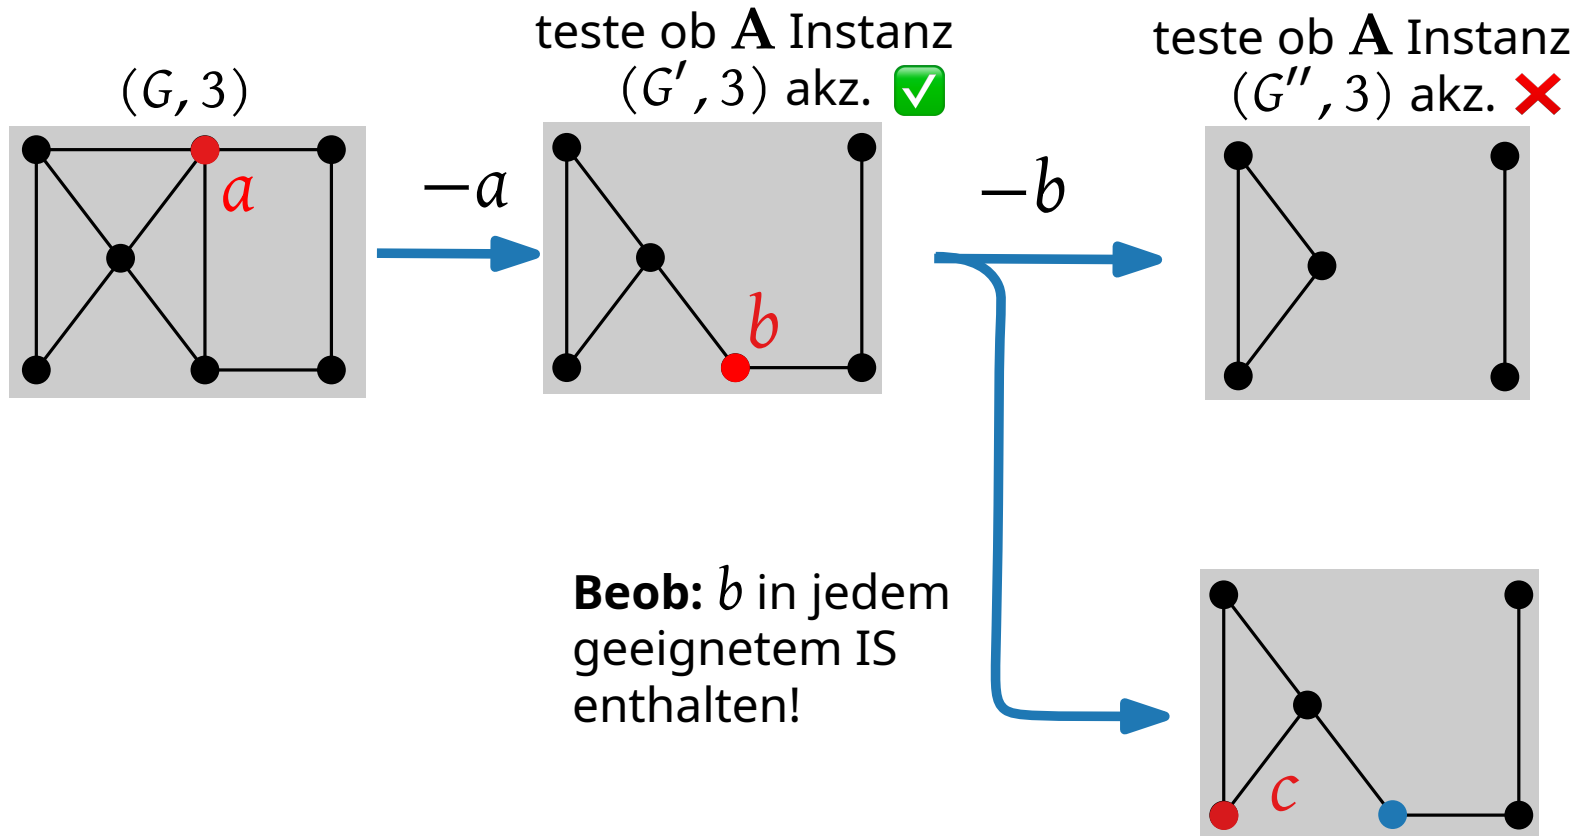 (G, 3)
a
−a
teste ob A Instanz
(G′, 3) akz. ✅
b
−b
teste ob A Instanz
(G″, 3) akz. ❌
Beob: b in jedem
geeignetem IS
enthalten!
c